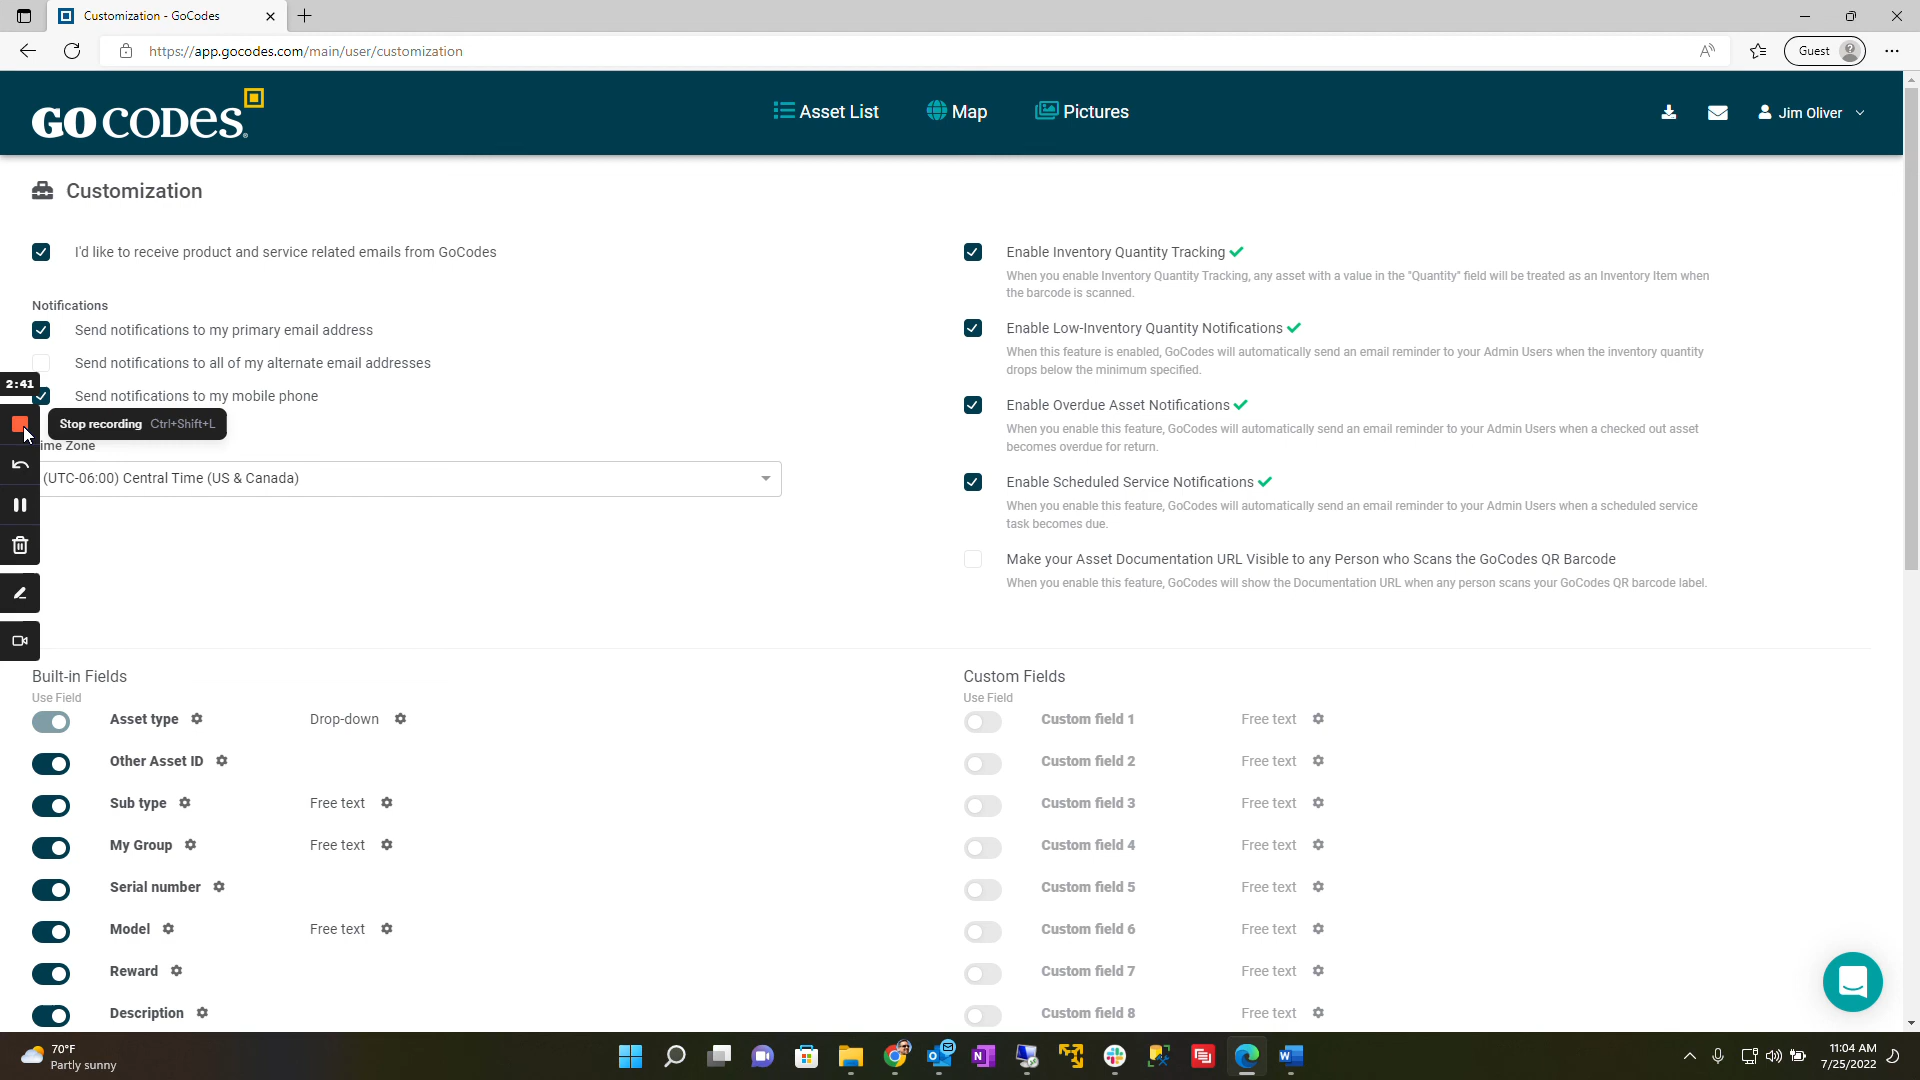 Customization - GoCodes
https://app.gocodes.com/main/user/customization
Guest
GO CODES.
Asset List
Map
Pictures
Jim Oliver
Customization
I'd like to receive product and service related emails from GoCodes
Notifications
Send notifications to my primary email address
Send notifications to all of my alternate email addresses
2:41
Send notifications to my mobile phone
Stop recording Ctrl+Shift+L
ime Zone
(UTC-06:00) Central Time (US & Canada)
Enable Inventory Quantity Tracking
When you enable Inventory Quantity Tracking, any asset with a value in the "Quantity" field will be treated as an Inventory Item when
the barcode is scanned.
Enable Low-Inventory Quantity Notifications
When this feature is enabled, GoCodes will automatically send an email reminder to your Admin Users when the inventory quantity
drops below the minimum specified.
Enable Overdue Asset Notifications
When you enable this feature, GoCodes will automatically send an email reminder to your Admin Users when a checked out asset
becomes overdue for return.
Enable Scheduled Service Notifications
When you enable this feature, GoCodes will automatically send an email reminder to your Admin Users when a scheduled service
task becomes due.
Make your Asset Documentation URL Visible to any Person who Scans the GoCodes QR Barcode
When you enable this feature, GoCodes will show the Documentation URL when any person scans your GoCodes QR barcode label.
Built-in Fields
Use Field
Asset type Drop-down
Other Asset ID
Sub type Free text
My Group Free text
Serial number
Model Free text
Reward
Description
Custom Fields
Use Field
Custom field 1 Free text
Custom field 2 Free text
Custom field 3 Free text
Custom field 4 Free text
Custom field 5 Free text
Custom field 6 Free text
Custom field 7 Free text
Custom field 8 Free text
70°F
Partly sunny
11:04 AM
7/25/2022